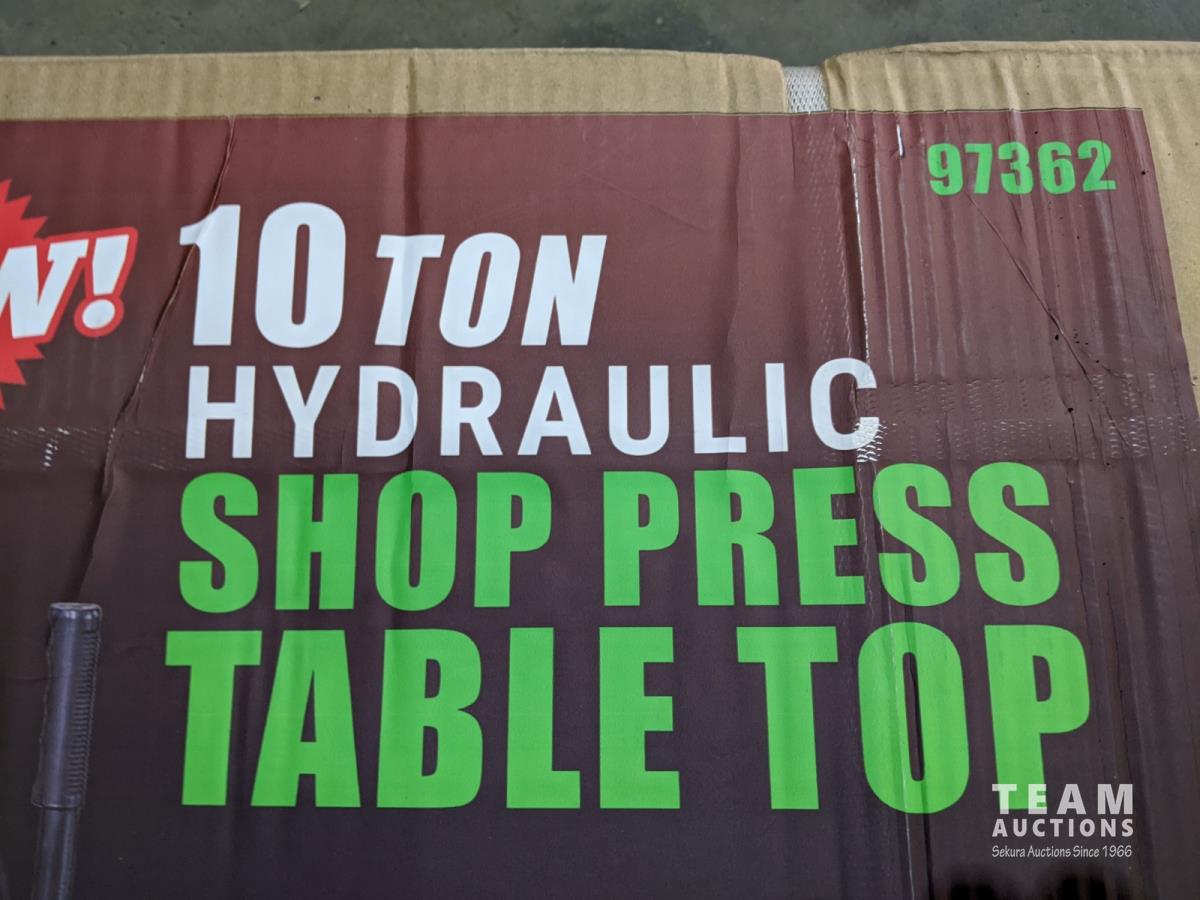 97362
W!
10 TON
HYDRAULIC
SHOP PRESS
TABLE TOP
TEAM
AUCTIONS
Sekura Auctions Since 1966